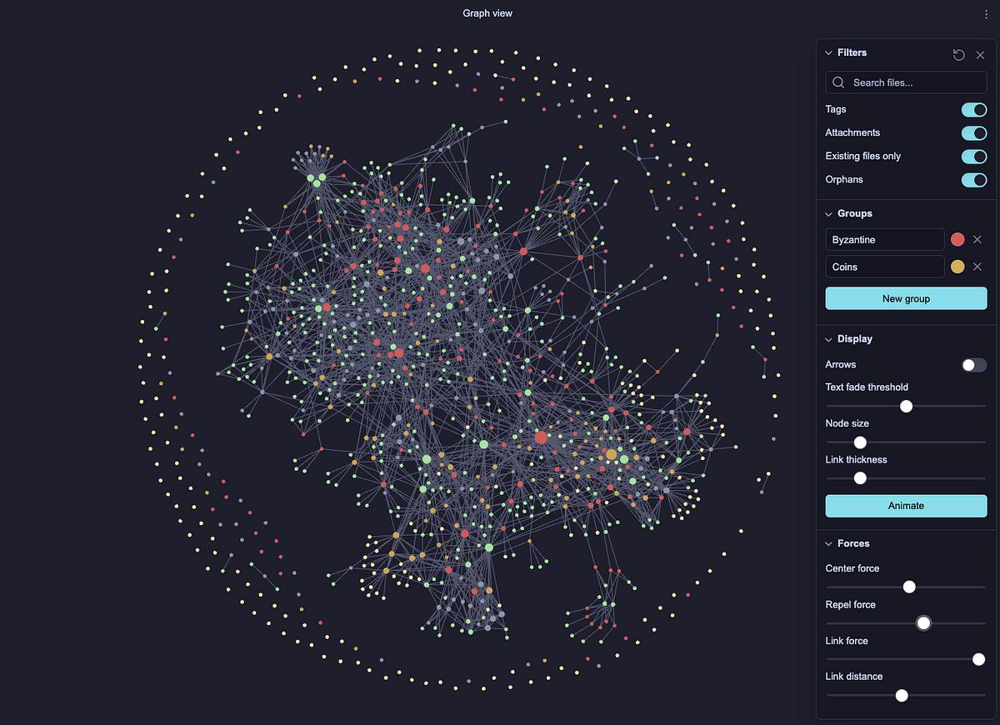 Graph view
Filters
Search files...
Tags
Attachments
Existing files only
Orphans
Groups
Byzantine
Coins
New group
Display
Arrows
Text fade threshold
Node size
Link thickness
Animate
Forces
Center force
Repel force
Link force
Link distance